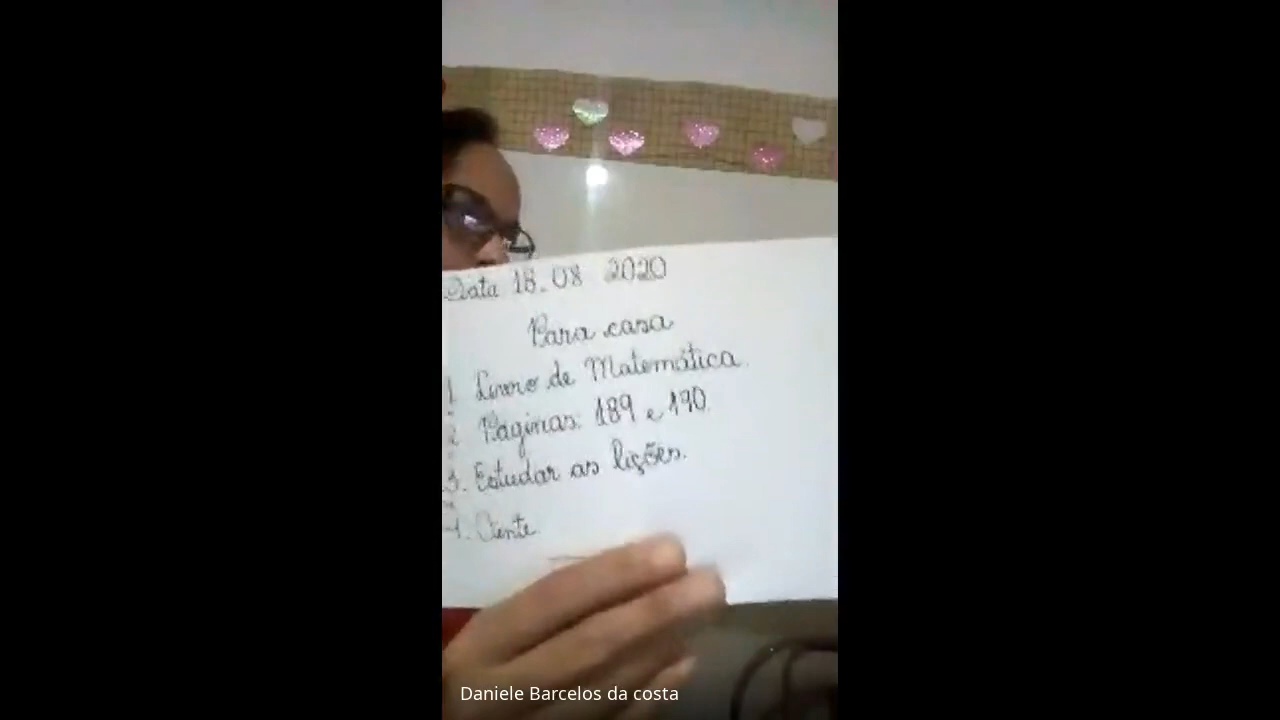 Data 18.08 2020
Para casa
1. Livro de Matemática.
2. Páginas: 189 e 190.
3. Estudar as lições.
4. Ciente.
Daniele Barcelos da costa